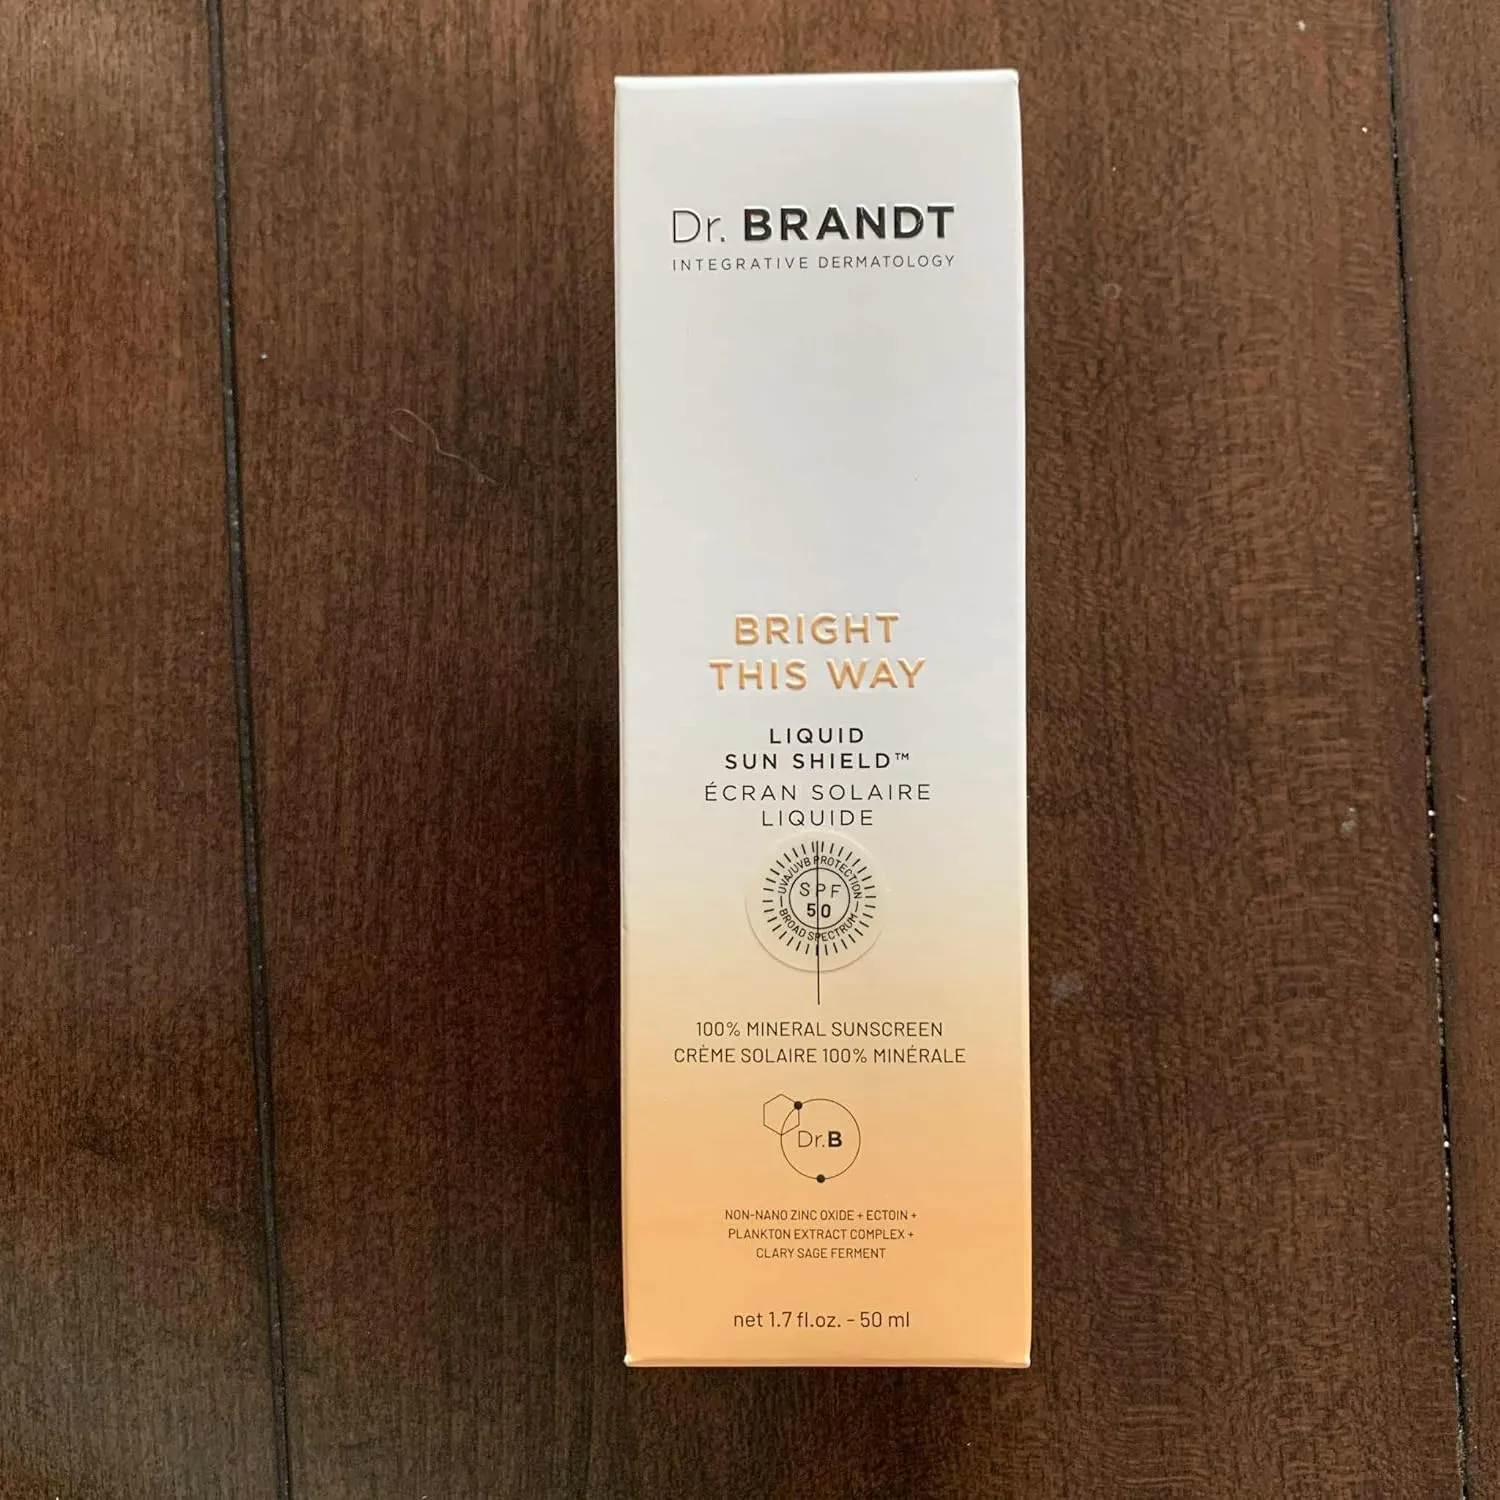 Dr. BRANDT
INTEGRATIVE DERMATOLOGY
BRIGHT
THIS WAY
LIQUID
SUN SHIELD™
ÉCRAN SOLAIRE
LIQUIDE
UVA/UVB PROTECTION
SPF
50
BROAD SPECTRUM
100% MINERAL SUNSCREEN
CRÈME SOLAIRE 100% MINÉRALE
Dr.B
NON-NANO ZINC OXIDE + ECTOIN +
PLANKTON EXTRACT COMPLEX +
CLARY SAGE FERMENT
net 1.7 fl.oz. - 50 ml